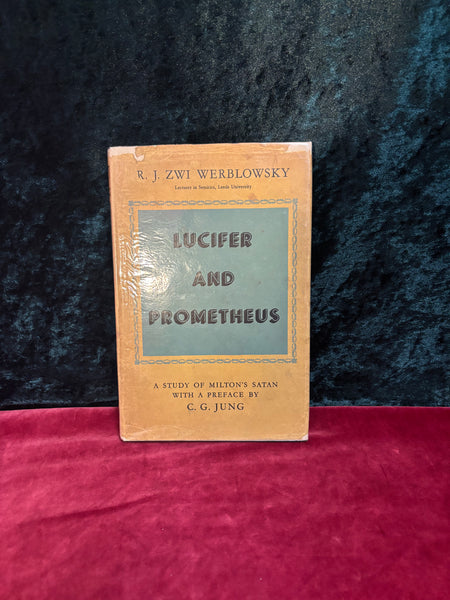 R. J. ZWI WERBLOWSKY
Lecturer in Semitics, Leeds University
LUCIFER
AND
PROMETHEUS
A STUDY OF MILTON'S SATAN
WITH A PREFACE BY
C. G. JUNG